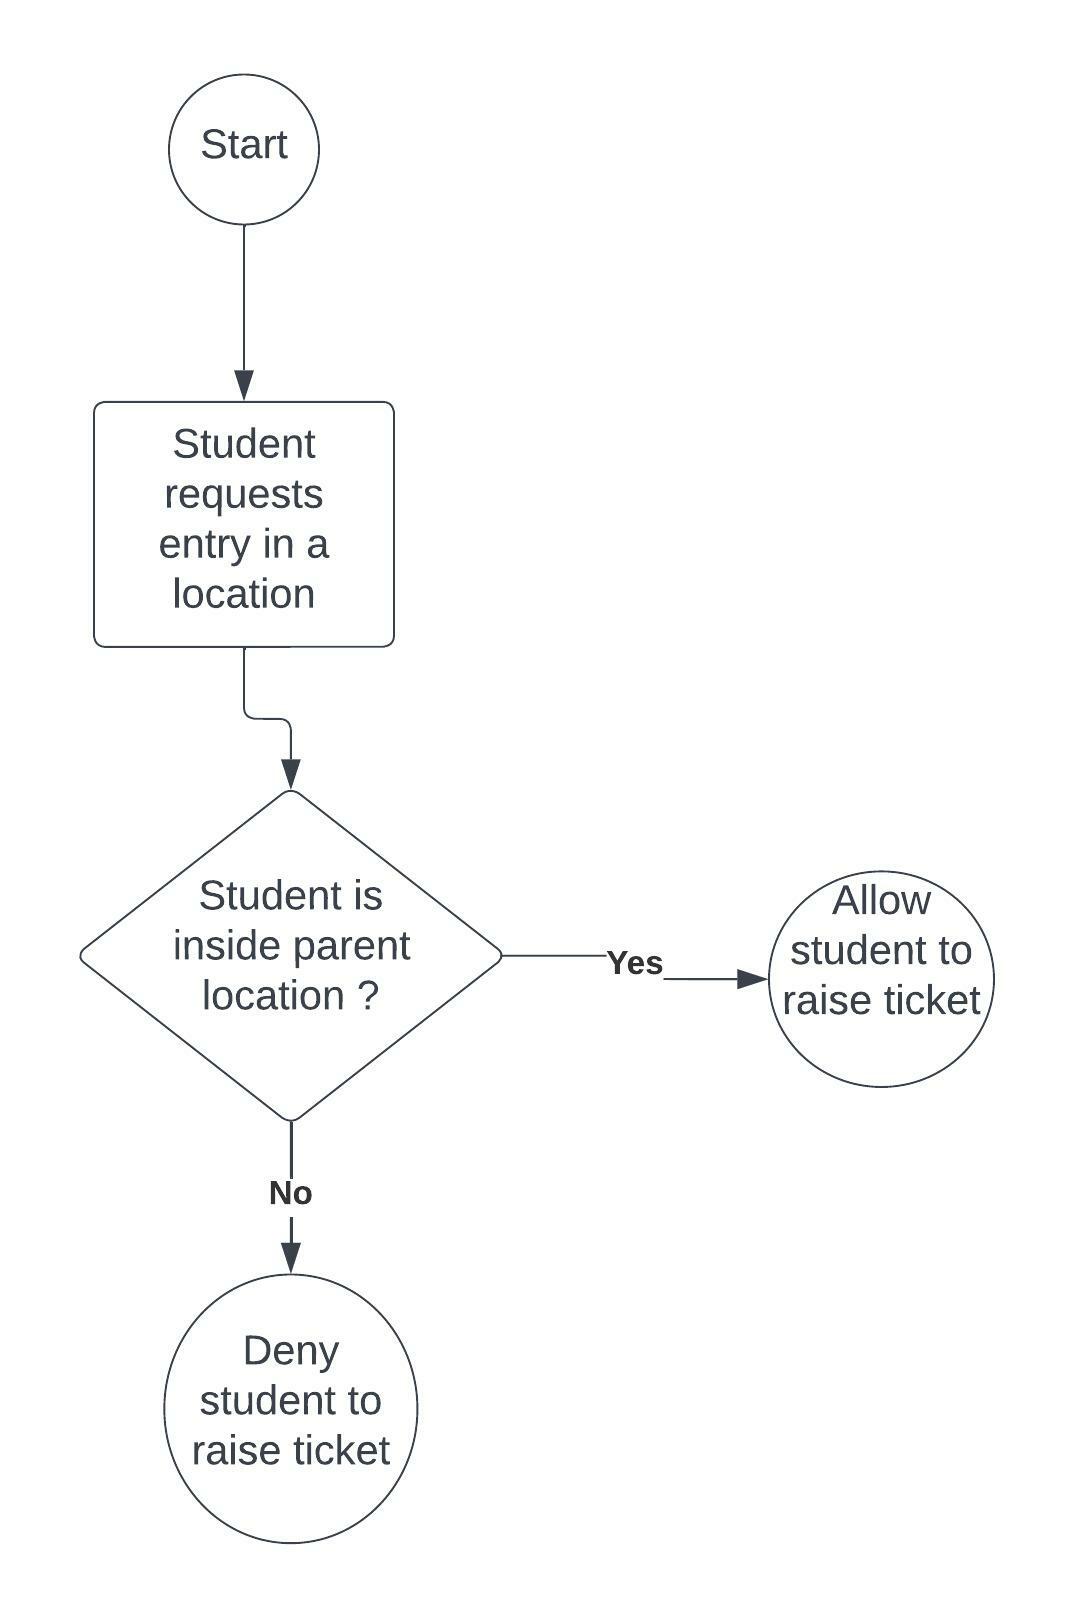 Start
Student
requests
entry in a
location
Student is
inside parent
location ?
Yes
Allow
student to
raise ticket
No
Deny
student to
raise ticket